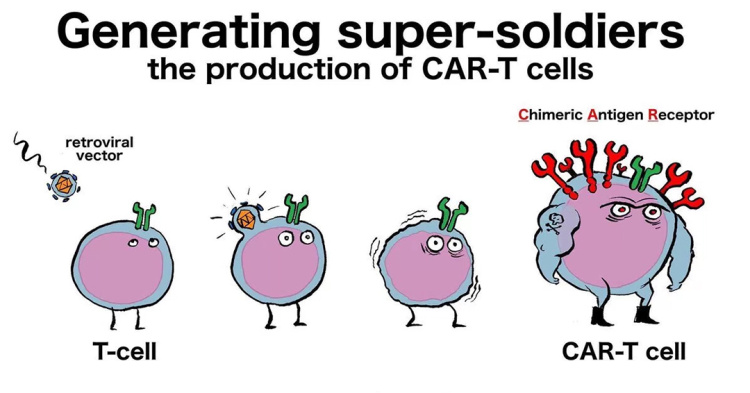 Generating super-soldiers
the production of CAR-T cells
Chimeric Antigen Receptor
retroviral
vector
T-cell
CAR-T cell